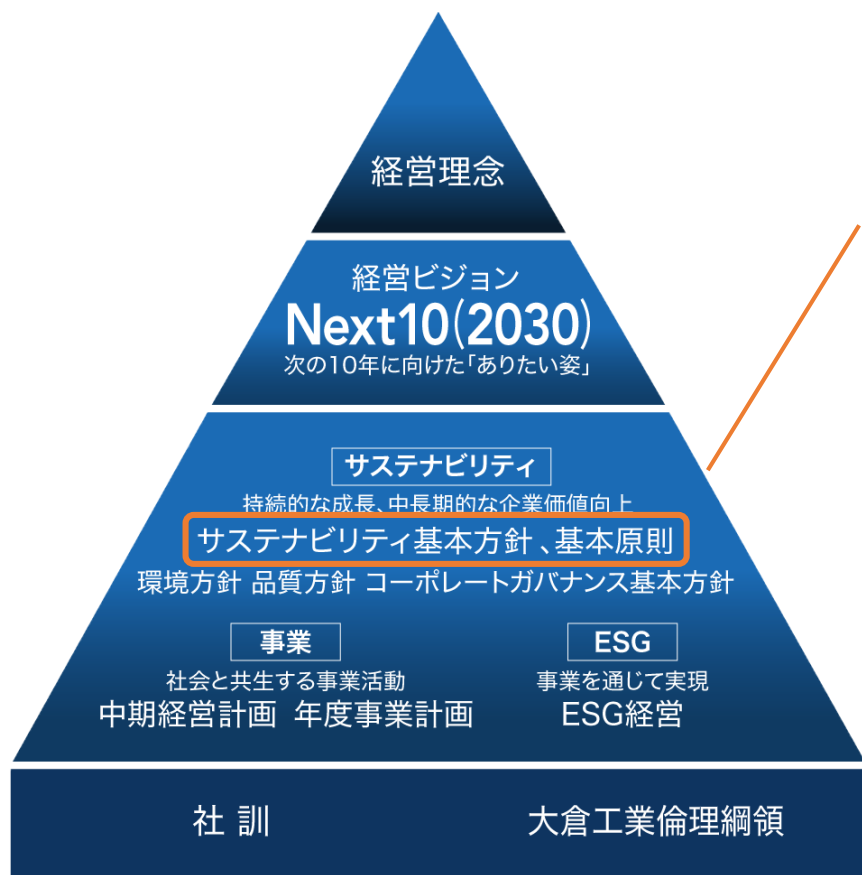 経営理念
経営ビジョン
Next10(2030)
次の10年に向けた「ありたい姿」
サステナビリティ
持続的な成長、中長期的な企業価値向上
サステナビリティ基本方針、基本原則
環境方針 品質方針 コーポレートガバナンス基本方針
事業
社会と共生する事業活動
中期経営計画 年度事業計画
ESG
事業を通じて実現
ESG経営
社 訓
大倉工業倫理綱領